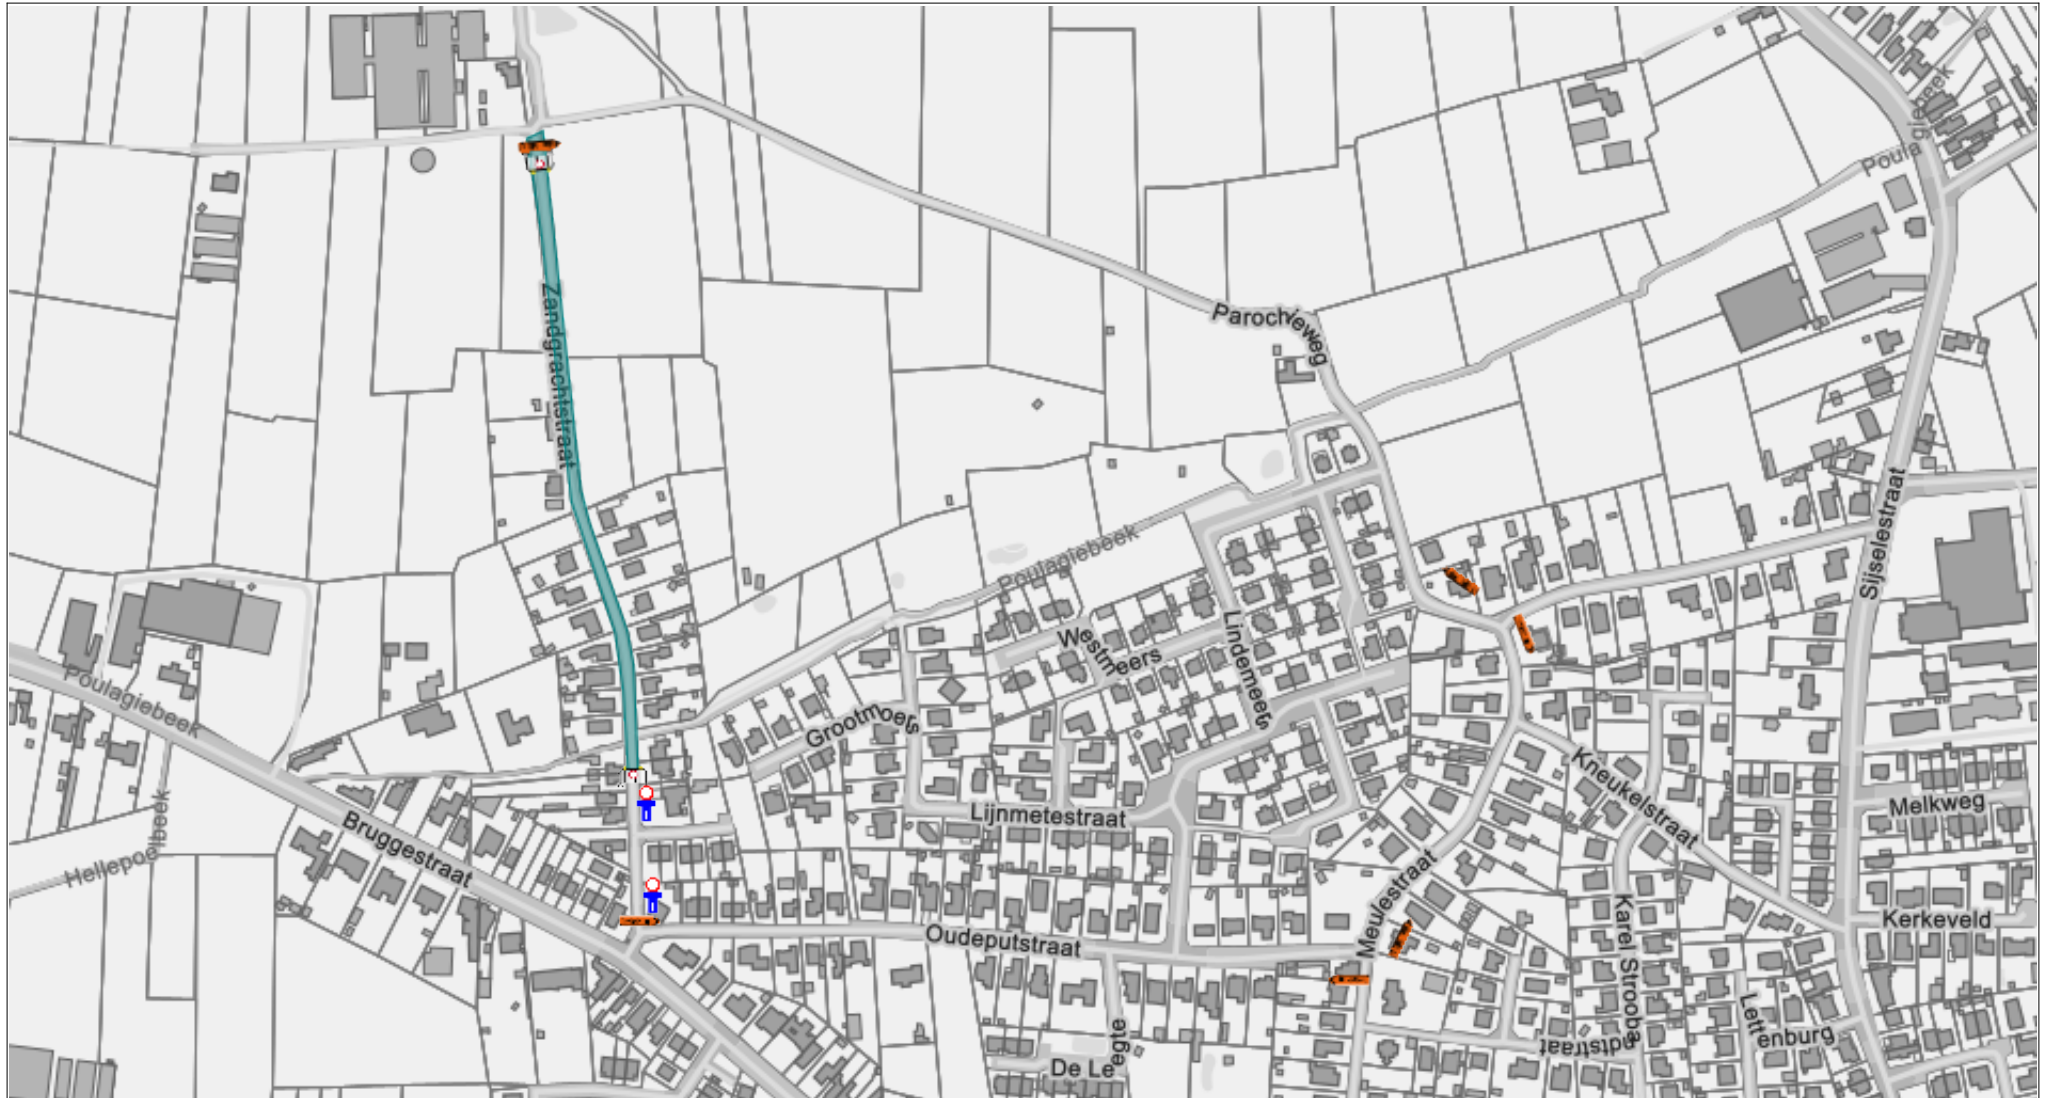 Poulagiebeek
Zandgrachtstraat
Parochieweg
Sijselestraat
Poulagiebeek
Westmeers
Lindemeers
Poulagiebeek
Grootmoers
Kneukelstraat
Melkweg
Lijnmetestraat
Bruggestraat
Hellepoelbeek
Meulestraat
Kerkeveld
Karel Strooba
Oudeputstraat
Lettenburg
ptstraat
De Leegte